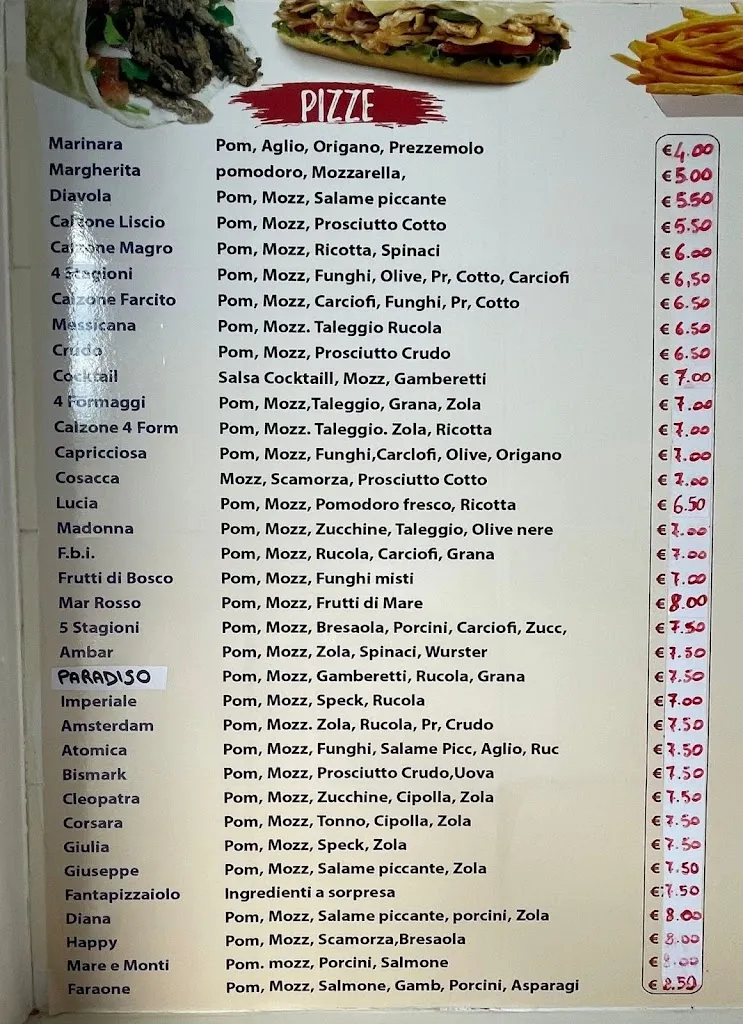 PIZZE
Marinara Pom, Aglio, Origano, Prezzemolo €4.00
Margherita pomodoro, Mozzarella, €5.00
Diavola Pom, Mozz, Salame piccante €5.50
Calzone Liscio Pom, Mozz, Prosciutto Cotto €5.50
Calzone Magro Pom, Mozz, Ricotta, Spinaci €6.00
4 Stagioni Pom, Mozz, Funghi, Olive, Pr, Cotto, Carciofi €6,50
Calzone Farcito Pom, Mozz, Carciofi, Funghi, Pr, Cotto €6.50
Messicana Pom, Mozz. Taleggio Rucola €6.50
Crudo Pom, Mozz, Prosciutto Crudo €6.50
Cocktail Salsa Cocktaill, Mozz, Gamberetti €7.00
4 Formaggi Pom, Mozz,Taleggio, Grana, Zola €7.00
Calzone 4 Form Pom, Mozz. Taleggio. Zola, Ricotta €7.00
Capricciosa Pom, Mozz, Funghi,Carclofi, Olive, Origano €7.00
Cosacca Mozz, Scamorza, Prosciutto Cotto €7.00
Lucia Pom, Mozz, Pomodoro fresco, Ricotta €6.50
Madonna Pom, Mozz, Zucchine, Taleggio, Olive nere €7.00
F.b.i. Pom, Mozz, Rucola, Carciofi, Grana €7.00
Frutti di Bosco Pom, Mozz, Funghi misti €7.00
Mar Rosso Pom, Mozz, Frutti di Mare €8.00
5 Stagioni Pom, Mozz, Bresaola, Porcini, Carciofi, Zucc, €7.50
Ambar Pom, Mozz, Zola, Spinaci, Wurster €7.50
PARADISO Pom, Mozz, Gamberetti, Rucola, Grana €7.50
Imperiale Pom, Mozz, Speck, Rucola €7.00
Amsterdam Pom, Mozz. Zola, Rucola, Pr, Crudo €7.50
Atomica Pom, Mozz, Funghi, Salame Picc, Aglio, Ruc €7.50
Bismark Pom, Mozz, Prosciutto Crudo,Uova €7.50
Cleopatra Pom, Mozz, Zucchine, Cipolla, Zola €7.50
Corsara Pom, Mozz, Tonno, Cipolla, Zola €7.50
Giulia Pom, Mozz, Speck, Zola €7.50
Giuseppe Pom, Mozz, Salame piccante, Zola €7.50
Fantapizzaiolo Ingredienti a sorpresa €7.50
Diana Pom, Mozz, Salame piccante, porcini, Zola €8.00
Happy Pom, Mozz, Scamorza,Bresaola €8.00
Mare e Monti Pom. mozz, Porcini, Salmone €
Faraone Pom, Mozz, Salmone, Gamb, Porcini, Asparagi €8.50